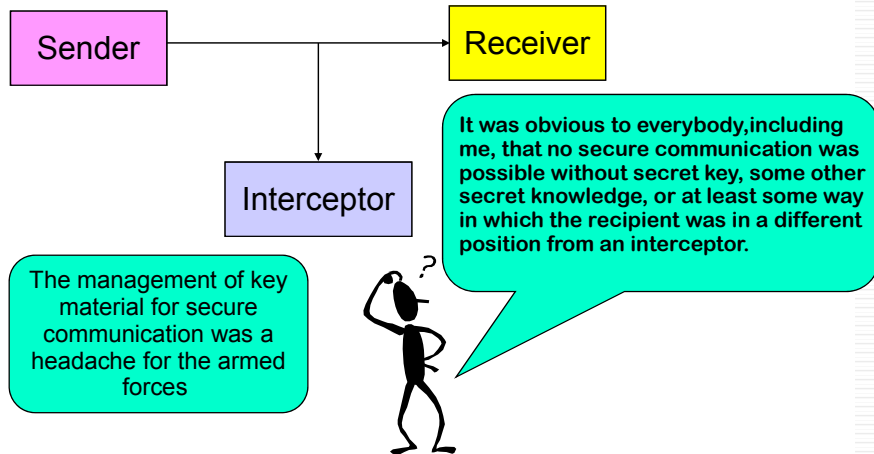 Sender
Receiver
Interceptor
It was obvious to everybody,including
me, that no secure communication was
possible without secret key, some other
secret knowledge, or at least some way
in which the recipient was in a different
position from an interceptor.
?
The management of key
material for secure
communication was a
headache for the armed
forces